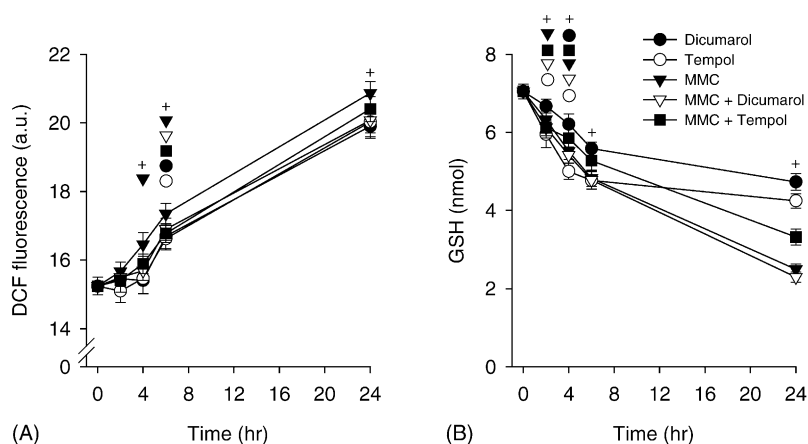 DCF fluorescence (a.u.)
22
20
18
16
14
0
0 4 8 12 16 20 24
+
+
+
(A) Time (hr)
GSH (nmol)
8
6
4
2
0
0 4 8 12 16 20 24
+ +
+
+
Dicumarol
Tempol
MMC
MMC + Dicumarol
MMC + Tempol
(B) Time (hr)